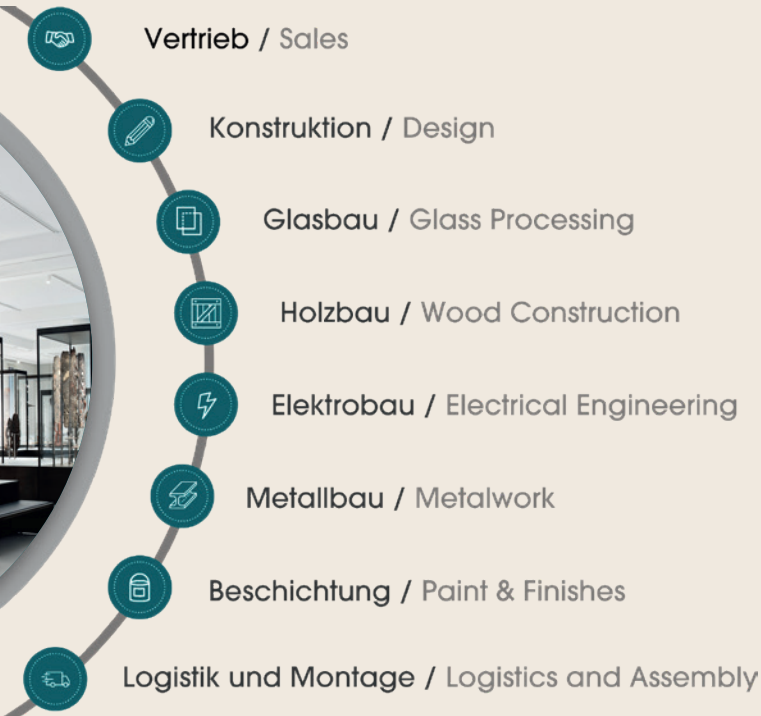 Vertrieb / Sales
Konstruktion / Design
Glasbau / Glass Processing
Holzbau / Wood Construction
Elektrobau / Electrical Engineering
Metallbau / Metalwork
Beschichtung / Paint & Finishes
Logistik und Montage / Logistics and Assembly